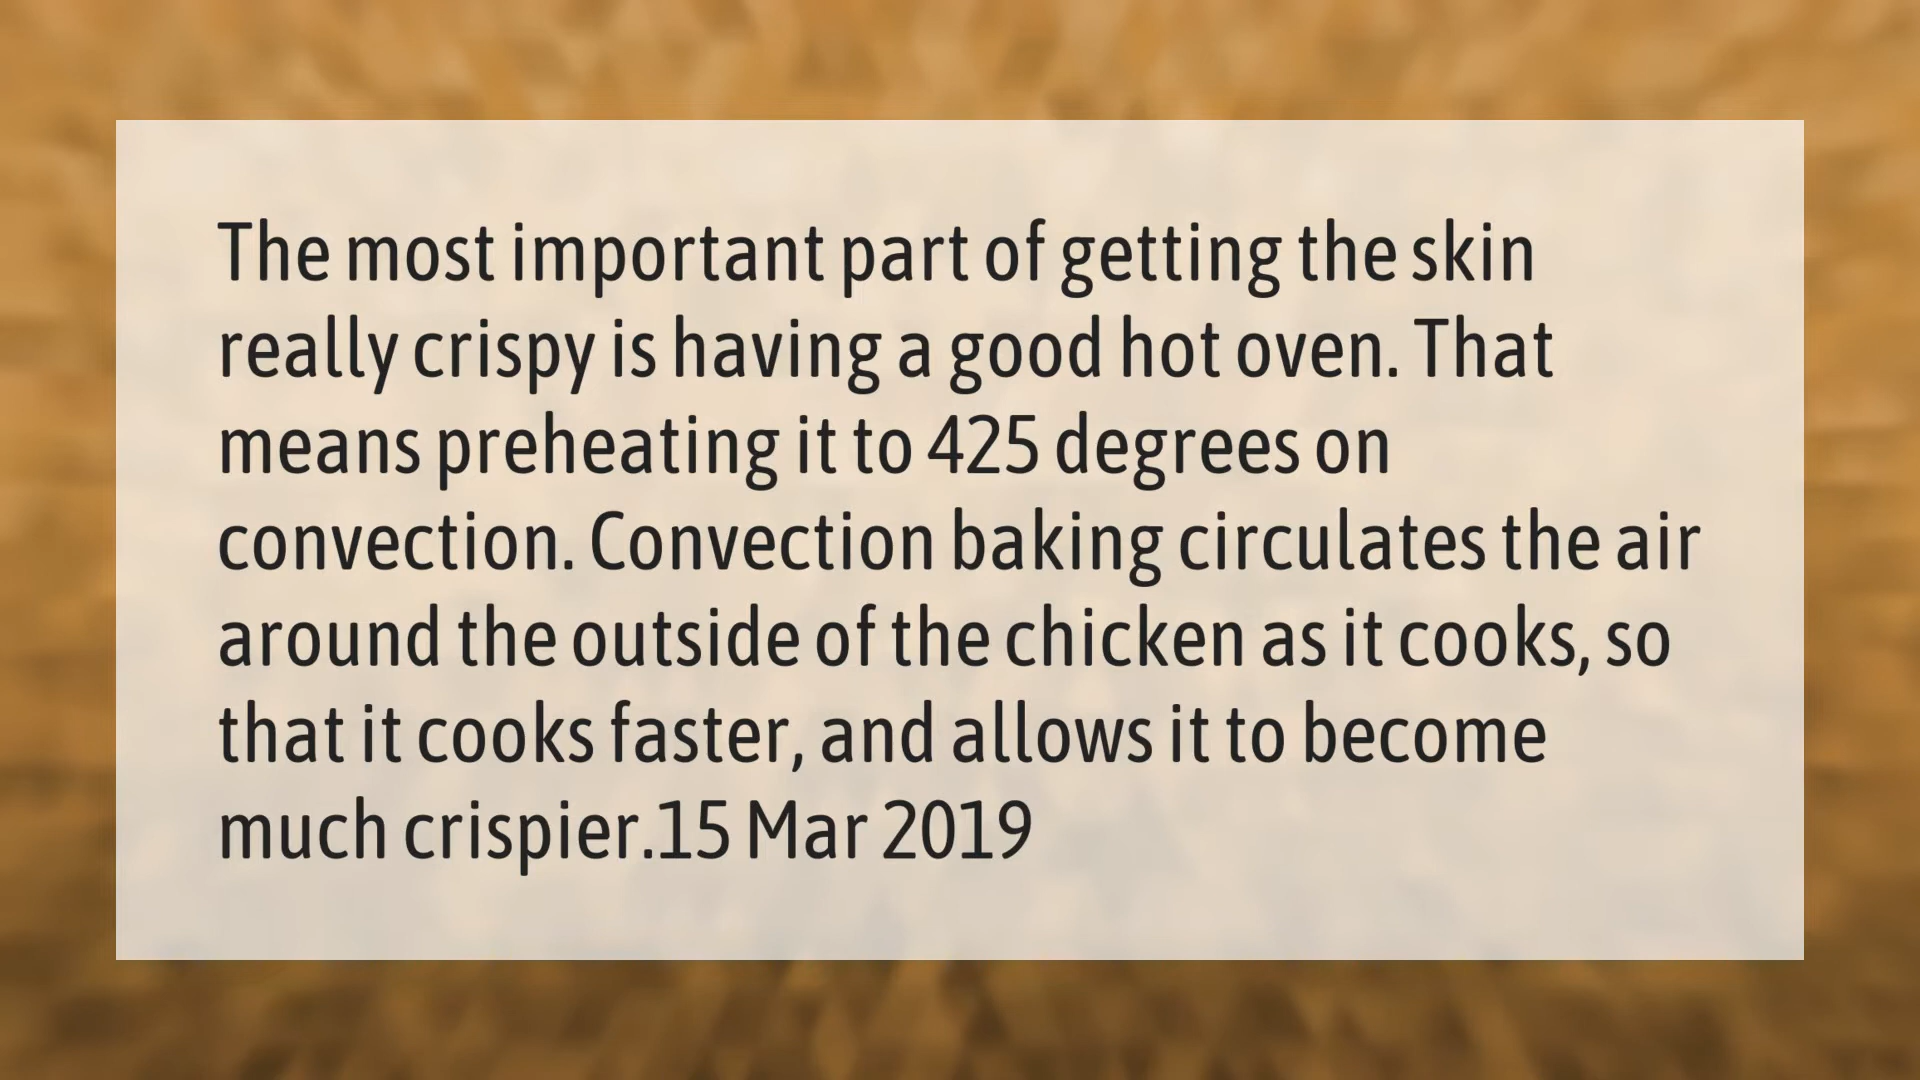 The most important part of getting the skin
really crispy is having a good hot oven. That
means preheating it to 425 degrees on
convection. Convection baking circulates the air
around the outside of the chicken as it cooks, so
that it cooks faster, and allows it to become
much crispier.15 Mar 2019